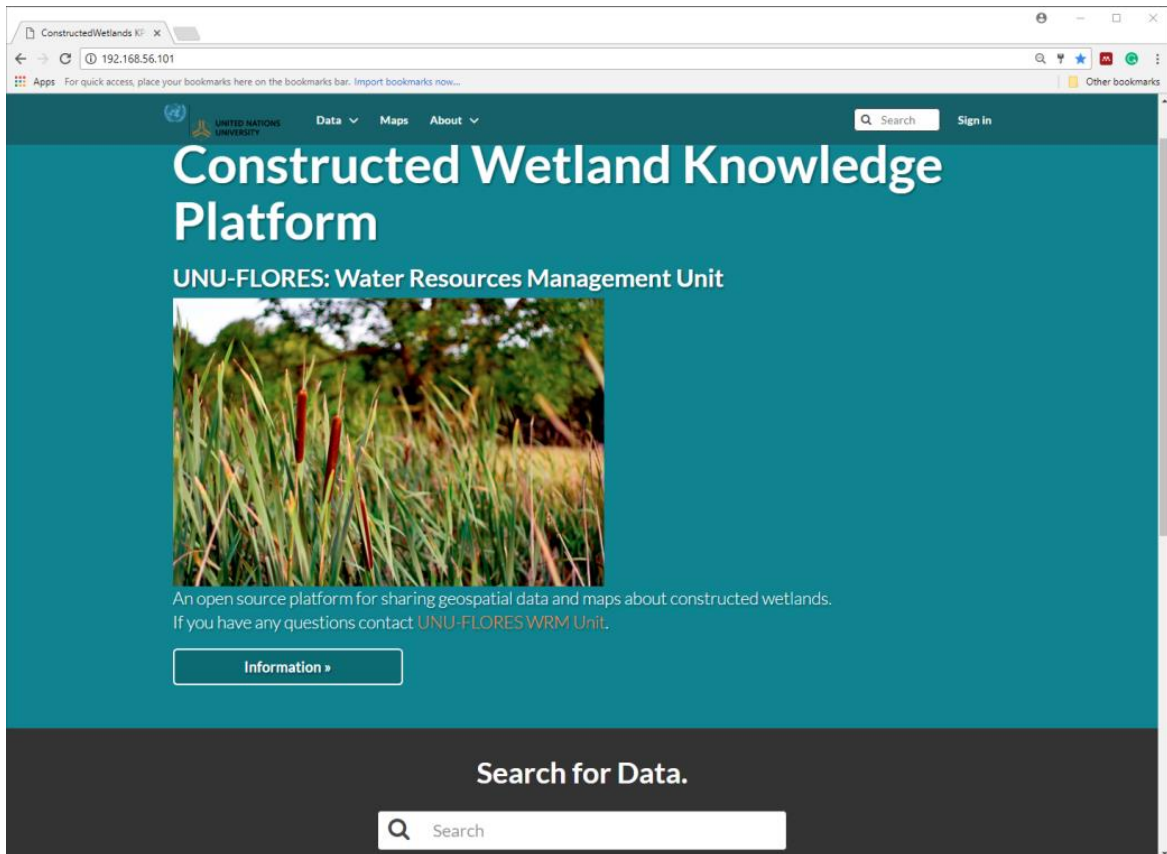 ConstructedWetlands KP
192.168.56.101
Apps For quick access, place your bookmarks here on the bookmarks bar. Import bookmarks now... Other bookmarks
UNITED NATIONS
UNIVERSITY
Data Maps About Search Sign in
Constructed Wetland Knowledge
Platform
UNU-FLORES: Water Resources Management Unit
An open source platform for sharing geospatial data and maps about constructed wetlands.
If you have any questions contact UNU-FLORES WRM Unit.
Information »
Search for Data.
Search